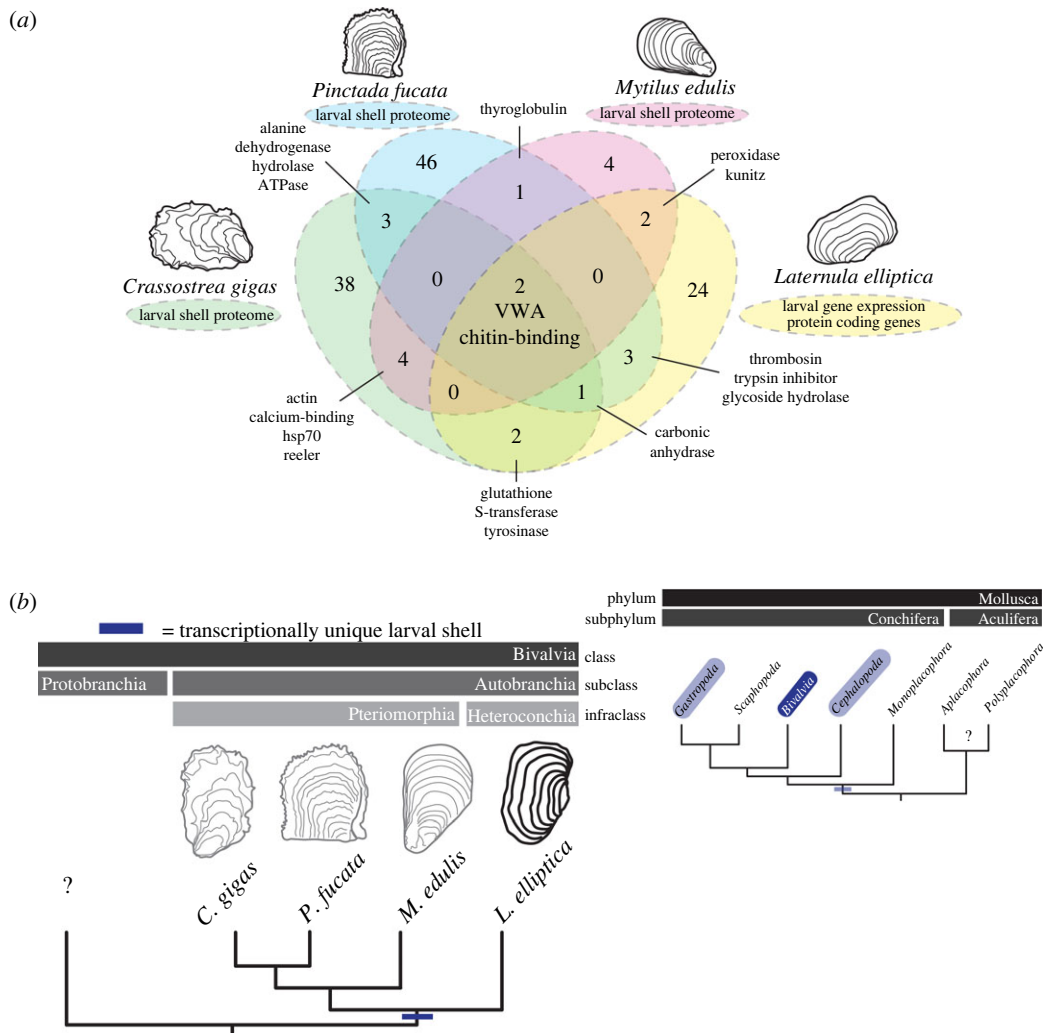 (a)
Pinctada fucata
larval shell proteome
Mytilus edulis
larval shell proteome
thyroglobulin
alanine
dehydrogenase
hydrolase
ATPase
peroxidase
kunitz
46
4
1
3
2
Crassostrea gigas
larval shell proteome
Laternula elliptica
larval gene expression
protein coding genes
38
0
2
VWA
chitin-binding
0
24
4
3
0
1
2
actin
calcium-binding
hsp70
reeler
thrombosin
trypsin inhibitor
glycoside hydrolase
carbonic
anhydrase
glutathione
S-transferase
tyrosinase
(b)
= transcriptionally unique larval shell
Bivalvia class
Protobranchia Autobranchia subclass
Pteriomorphia Heteroconchia infraclass
?
C. gigas
P. fucata
M. edulis
L. elliptica
phylum Mollusca
subphylum Conchifera Aculifera
Gastropoda
Scaphopoda
Bivalvia
Cephalopoda
Monoplacophora
Aplacophora
Polyplacophora
?